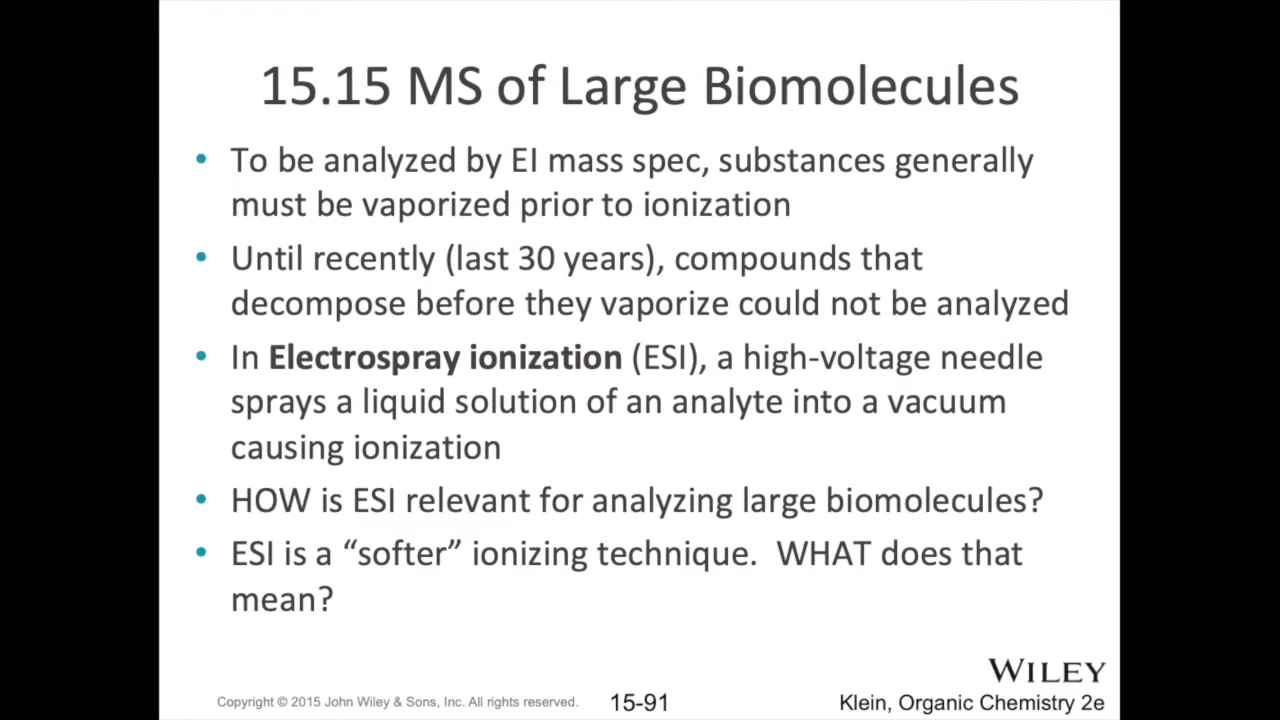 15.15 MS of Large Biomolecules
• To be analyzed by EI mass spec, substances generally
must be vaporized prior to ionization
• Until recently (last 30 years), compounds that
decompose before they vaporize could not be analyzed
• In Electrospray ionization (ESI), a high-voltage needle
sprays a liquid solution of an analyte into a vacuum
causing ionization
• HOW is ESI relevant for analyzing large biomolecules?
• ESI is a “softer” ionizing technique.  WHAT does that
mean?
WILEY
Copyright © 2015 John Wiley & Sons, Inc. All rights reserved.
15-91
Klein, Organic Chemistry 2e